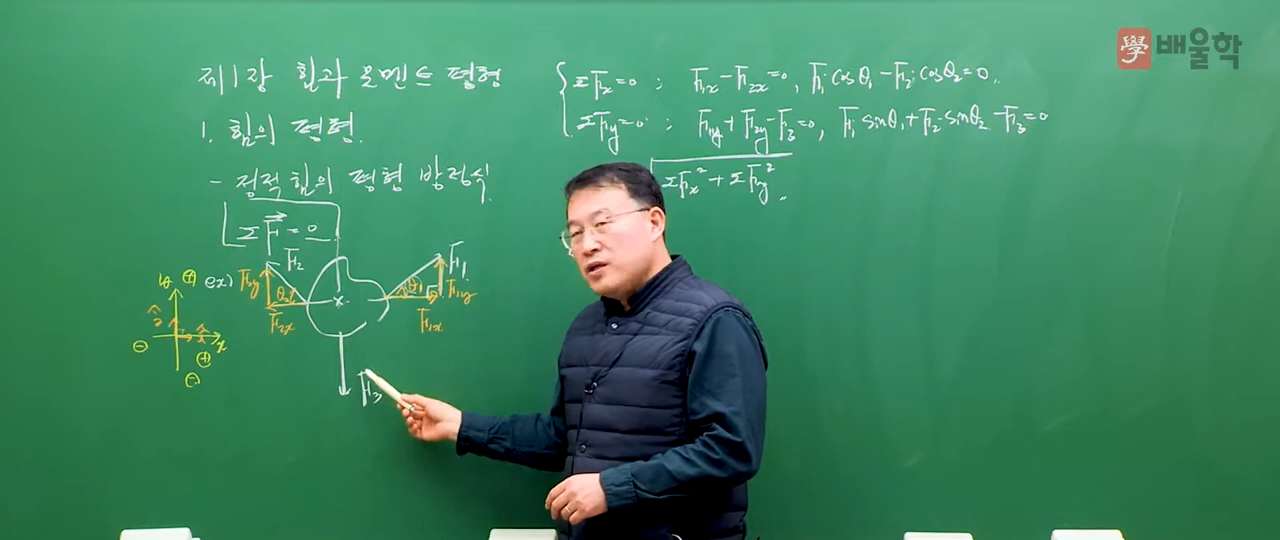 學 배울학
제1장 힘과 모멘트 평형
1. 힘의 평형.
- 정적 힘의 평형 방정식.
ΣF⃗ = 0
ex)
y ⊕
x ⊕
⊖
⊖
F₂
F₂y
θ₂
F₂x
F₁
θ₁
F₁y
F₁x
F₃
ΣFx=0 ; F₁x - F₂x=0, F₁·cosθ₁ - F₂·cosθ₂=0
ΣFy=0 ; F₁y + F₂y - F₃=0, F₁·sinθ₁ + F₂·sinθ₂ - F₃=0
√ΣFx² + ΣFy²